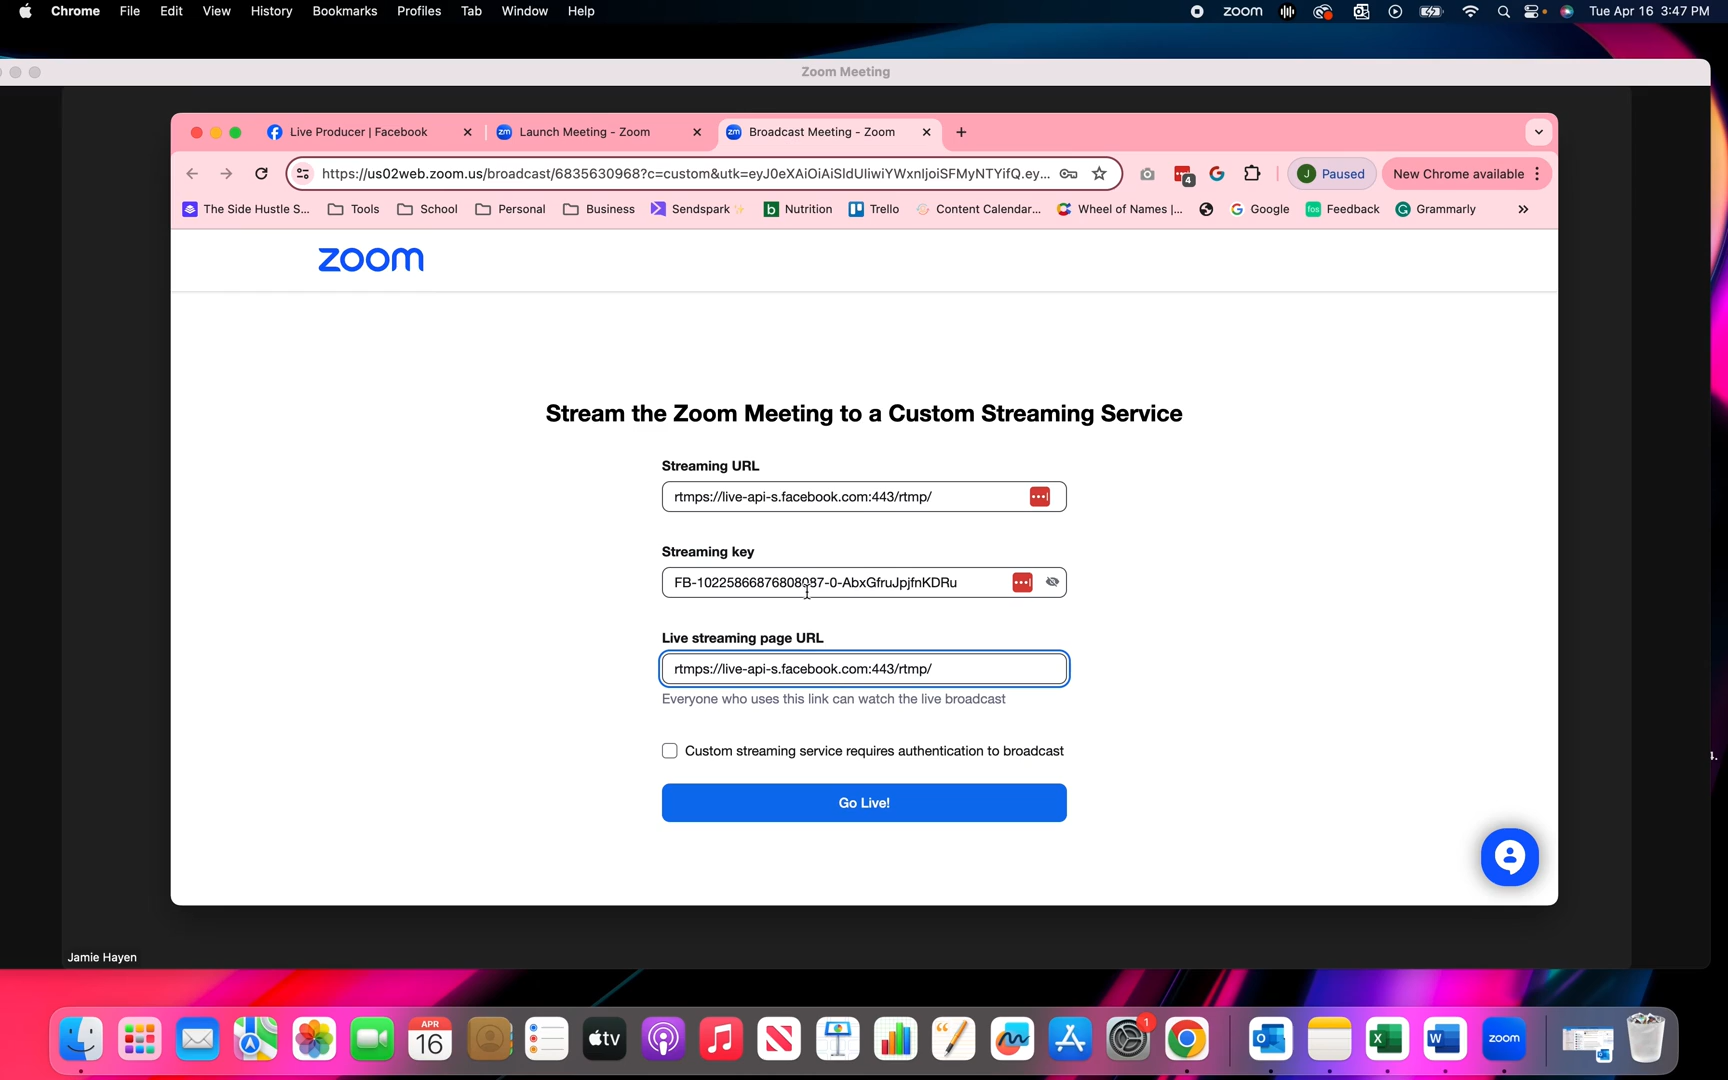 Chrome File Edit View History Bookmarks Profiles Tab Window Help zoom Tue Apr 16 3:47 PM
Zoom Meeting
Live Producer | Facebook Launch Meeting - Zoom Broadcast Meeting - Zoom
https://us02web.zoom.us/broadcast/6835630968?c=custom&utk=eyJ0eXAiOiAiSldUIiwiYWxnIjoiSFMyNTYifQ.ey... 4 J Paused New Chrome available
The Side Hustle S... Tools School Personal Business Sendspark Nutrition Trello Content Calendar... Wheel of Names |... Google Feedback Grammarly »
zoom
Stream the Zoom Meeting to a Custom Streaming Service
Streaming URL
rtmps://live-api-s.facebook.com:443/rtmp/
Streaming key
FB-10225866876808087-0-AbxGfruJpjfnKDRu
Live streaming page URL
rtmps://live-api-s.facebook.com:443/rtmp/
Everyone who uses this link can watch the live broadcast
Custom streaming service requires authentication to broadcast
Go Live!
Jamie Hayen
APR
16
tv
1
zoom